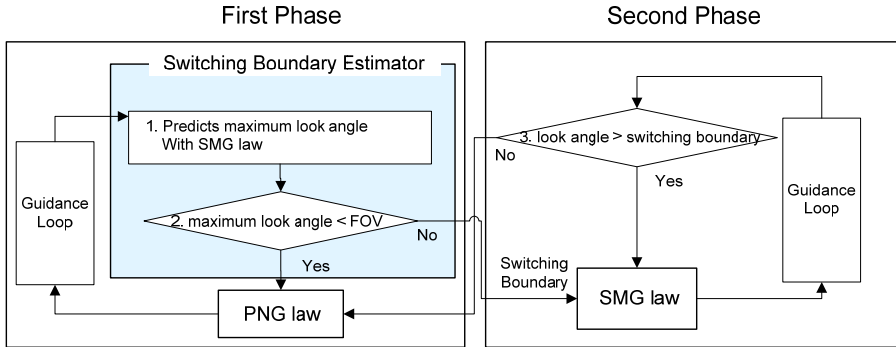 First Phase
Second Phase
Switching Boundary Estimator
1. Predicts maximum look angle
With SMG law
2. maximum look angle < FOV
No
Yes
Guidance
Loop
PNG law
3. look angle > switching boundary
No
Yes
Guidance
Loop
Switching
Boundary
SMG law